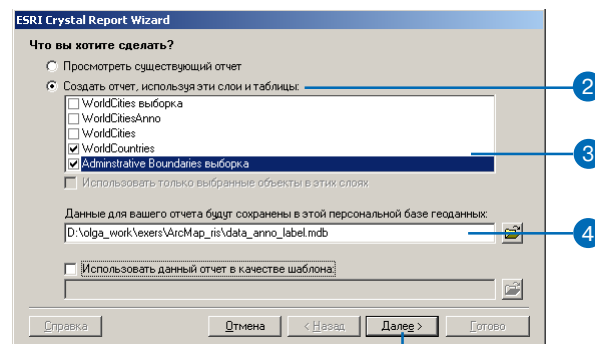 ESRI Crystal Report Wizard
Что вы хотите сделать?
Просмотреть существующий отчет
Создать отчет, используя эти слои и таблицы:
2
WorldCities выборка
WorldCitiesAnno
WorldCities
WorldCountries
3
Adminstrative Boundaries выборка
Использовать только выбранные объекты в этих слоях
Данные для вашего отчета будут сохранены в этой персональной базе геоданных:
D:\olga_work\exers\ArcMap_ris\data_anno_label.mdb
4
Использовать данный отчет в качестве шаблона:
Справка
Отмена
< Назад
Далее >
Готово